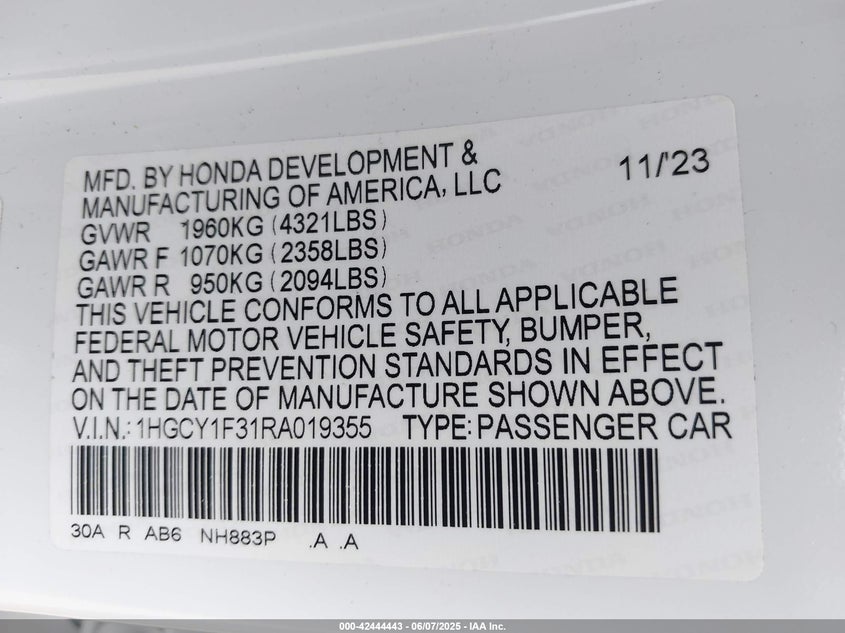 MFD. BY HONDA DEVELOPMENT &
MANUFACTURING OF AMERICA, LLC
11/'23
GVWR 1960KG (4321LBS)
GAWR F 1070KG (2358LBS)
GAWR R 950KG (2094LBS)
THIS VEHICLE CONFORMS TO ALL APPLICABLE
FEDERAL MOTOR VEHICLE SAFETY, BUMPER,
AND THEFT PREVENTION STANDARDS IN EFFECT
ON THE DATE OF MANUFACTURE SHOWN ABOVE.
V.I.N.: 1HGCY1F31RA019355 TYPE: PASSENGER CAR
30A R AB6 NH883P .A .A
000-42444443 - 06/07/2025 - IAA Inc.